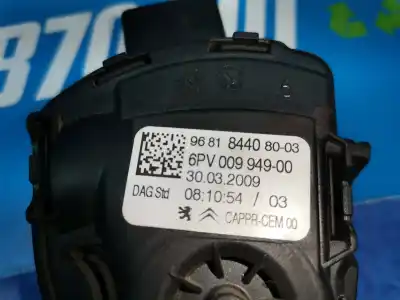 870
96 81 8440 80-03
6PV 009 949-00
30.03.2009
DAG Std 08:10:54 / 03
CAPPR-CEM 00